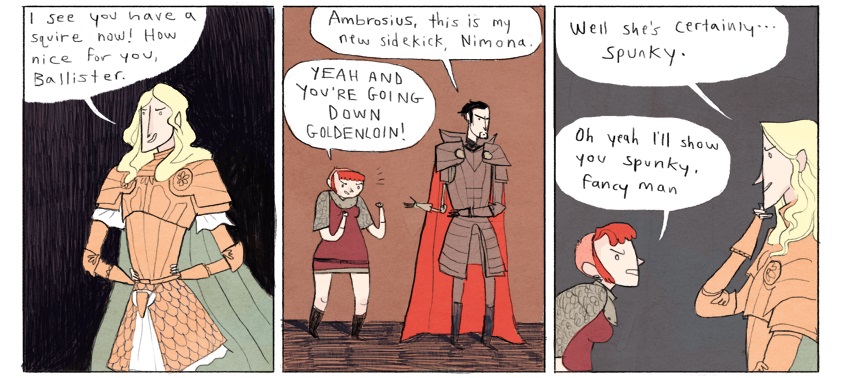 I see you have a
squire now! How
nice for you,
Ballister.
Ambrosius, this is my
new sidekick, Nimona.
YEAH AND
YOU'RE GOING
DOWN
GOLDENLOIN!
Well she's certainly...
spunky.
Oh yeah I'll show
you spunky,
fancy man